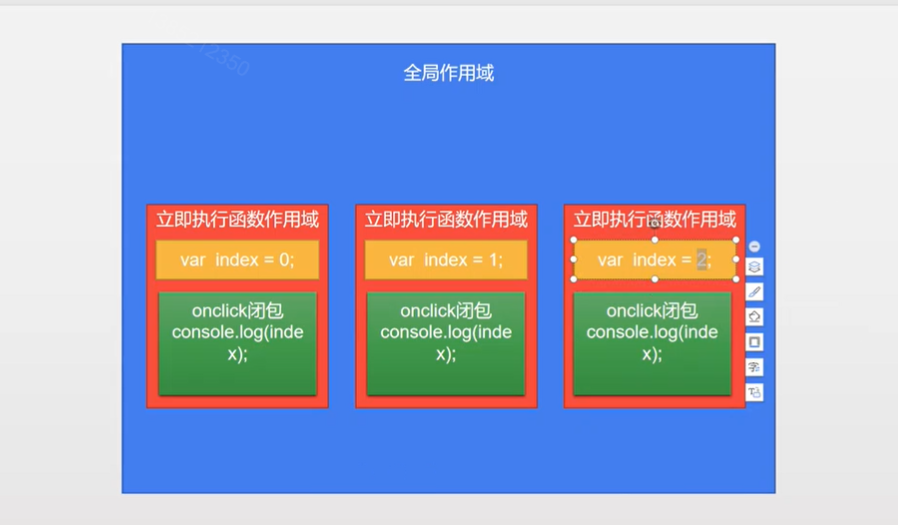 全局作用域
立即执行函数作用域
var index = 0;
onclick闭包
console.log(inde
x);
立即执行函数作用域
var index = 1;
onclick闭包
console.log(inde
x);
立即执行函数作用域
var index = 2;
onclick闭包
console.log(inde
x);
字